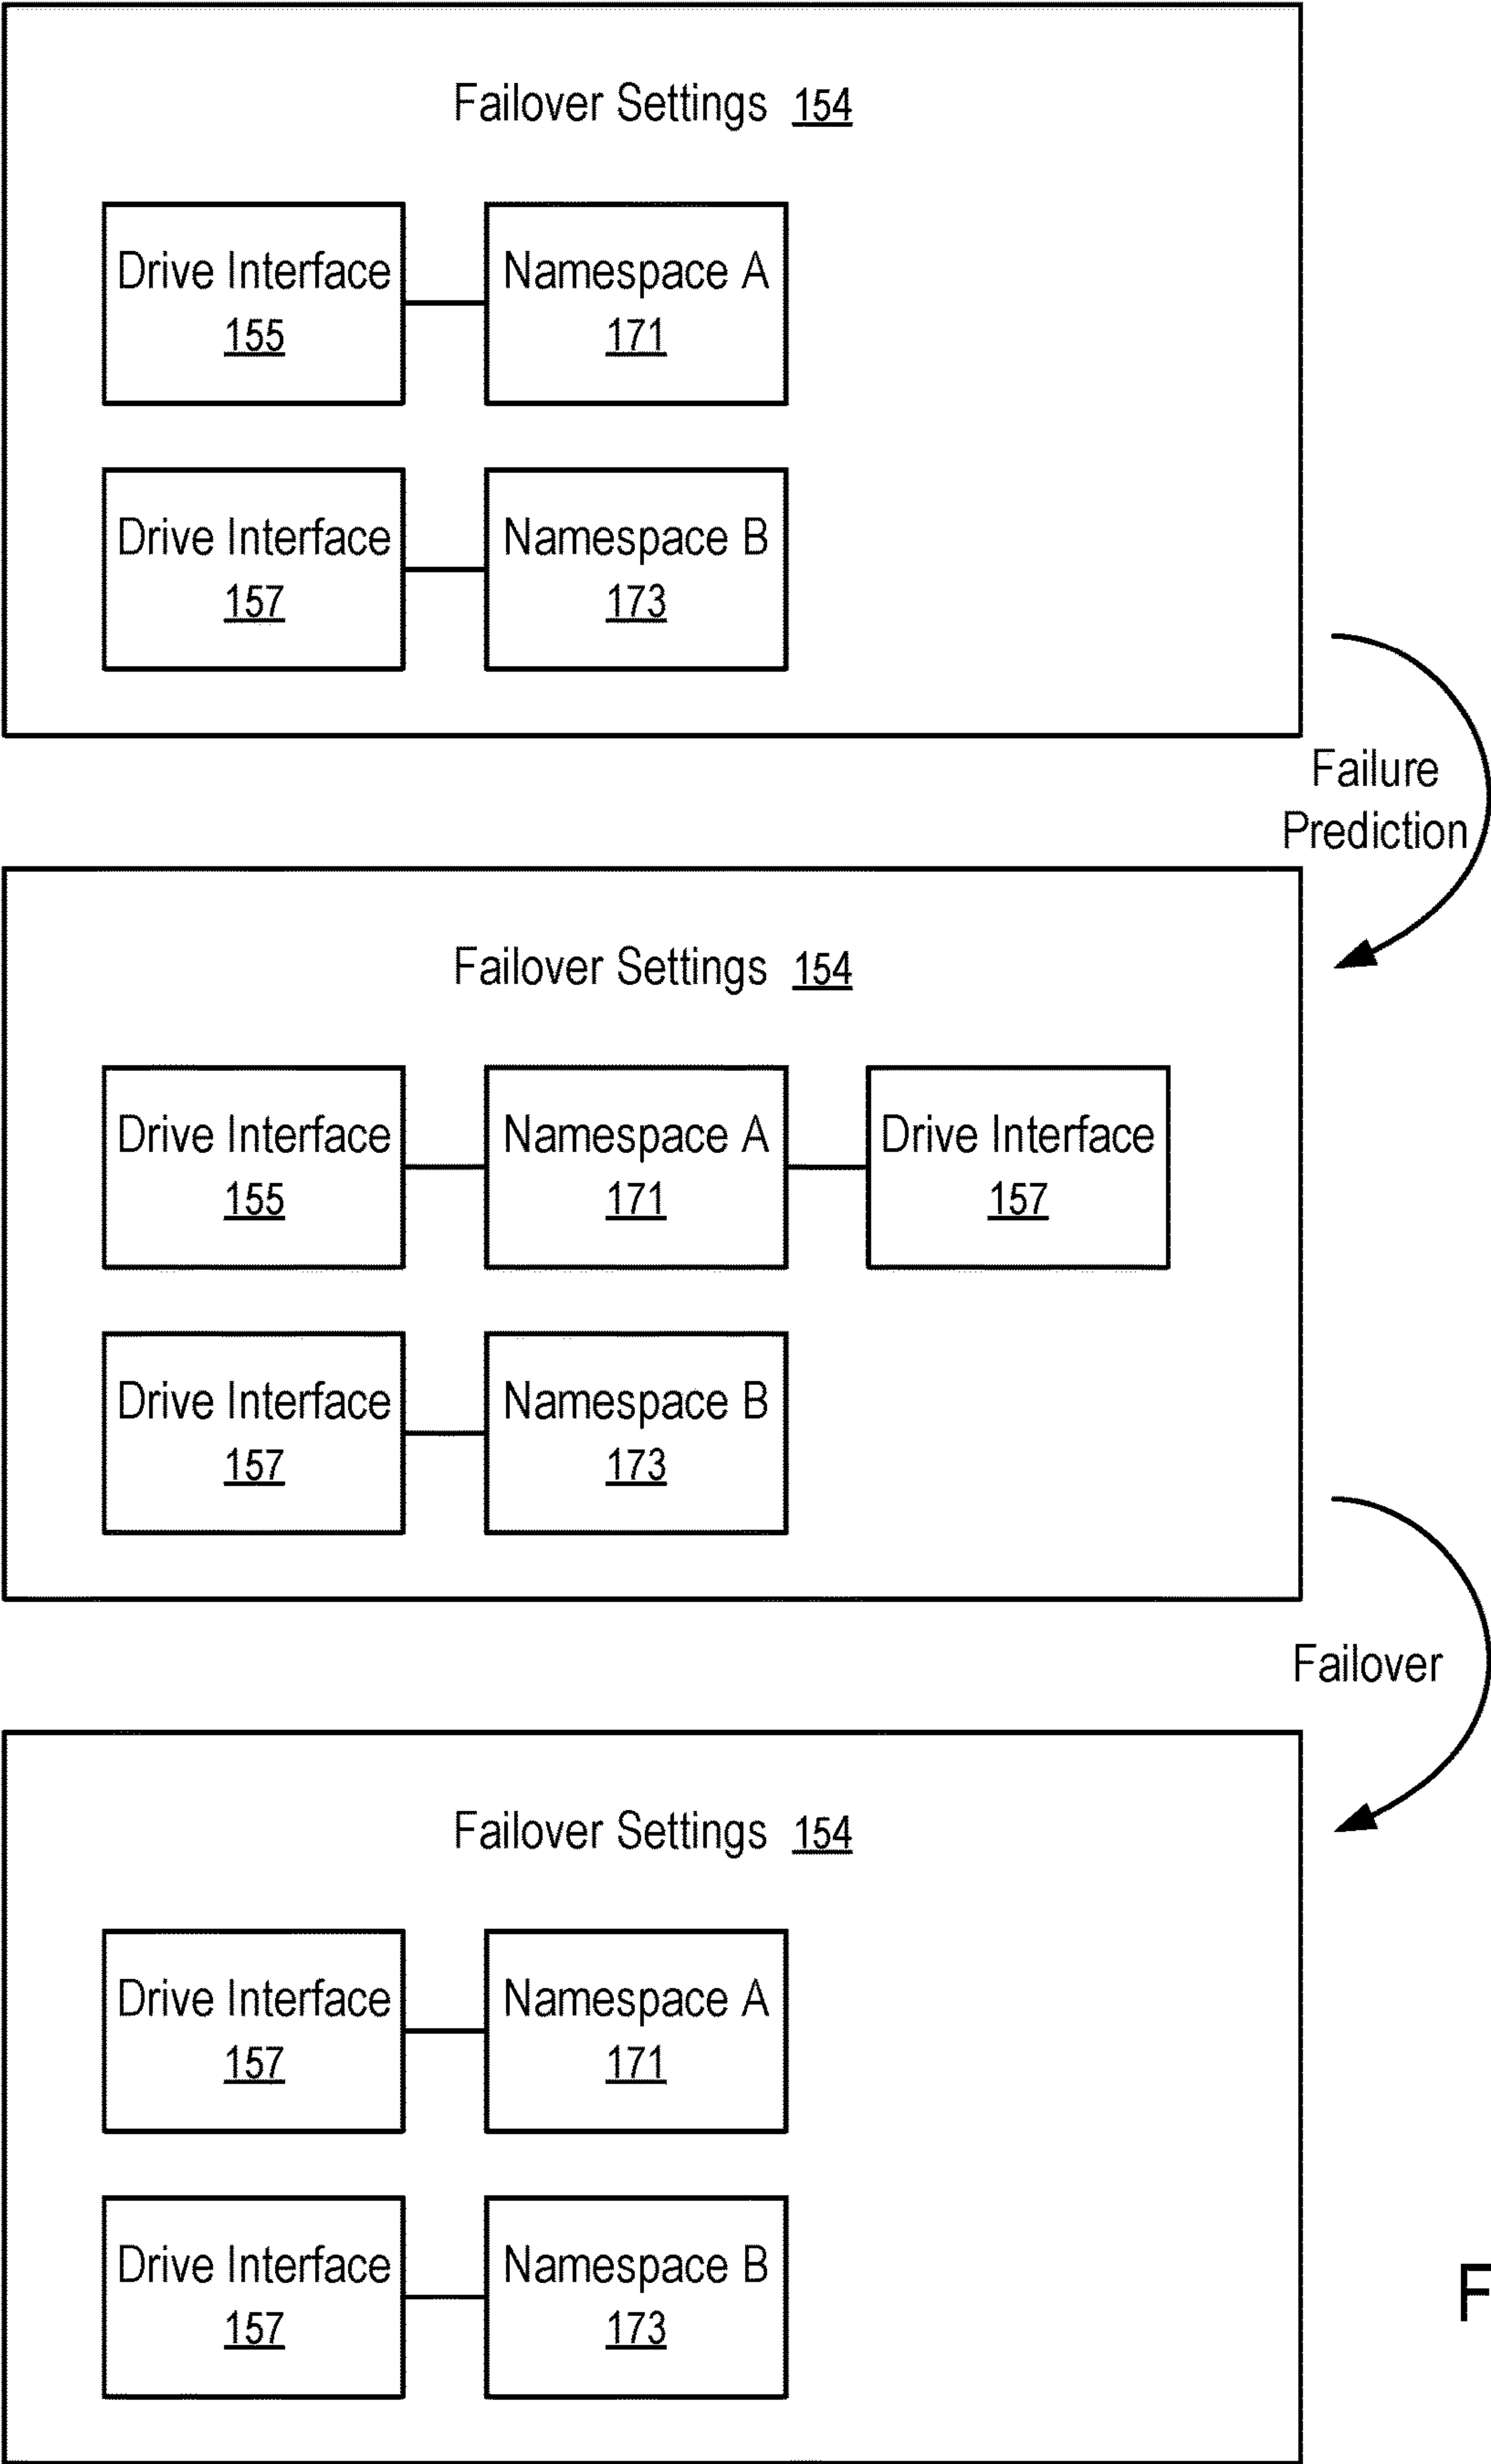 Failover Settings 154
Drive Interface
155
Namespace A
171
Drive Interface
157
Namespace B
173
Failure
Prediction
Failover Settings 154
Drive Interface
155
Namespace A
171
Drive Interface
157
Drive Interface
157
Namespace B
173
Failover
Failover Settings 154
Drive Interface
157
Namespace A
171
Drive Interface
157
Namespace B
173
F